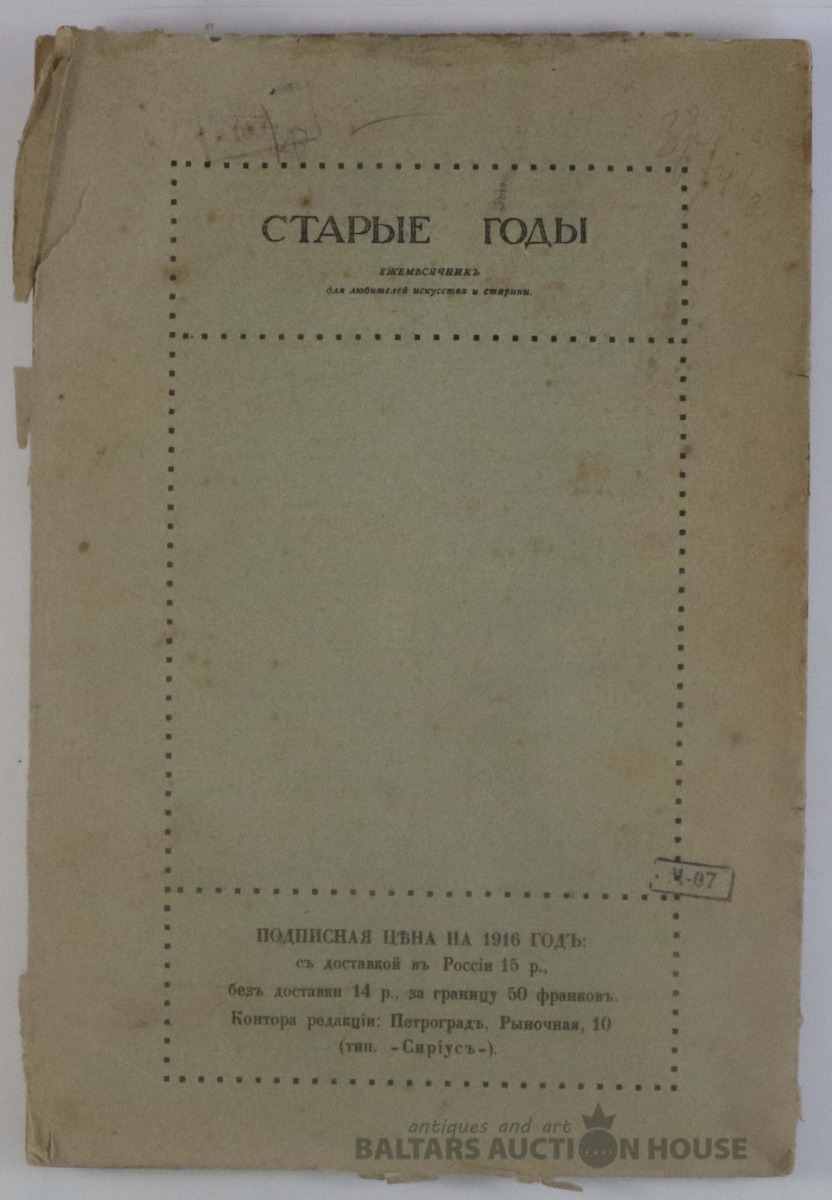 СТАРЫЕ ГОДЫ
ЕЖЕМѢСЯЧНИКЪ
для любителей искусства и старины.
Ч-07
ПОДПИСНАЯ ЦѢНА НА 1916 ГОДЪ:
съ доставкой въ Россіи 15 р.,
безъ доставки 14 р., за границу 50 франковъ.
Контора редакціи: Петроградъ, Рыночная, 10
(тип. „Сиріусъ“).
antiques and art
BALTARS AUCTION HOUSE